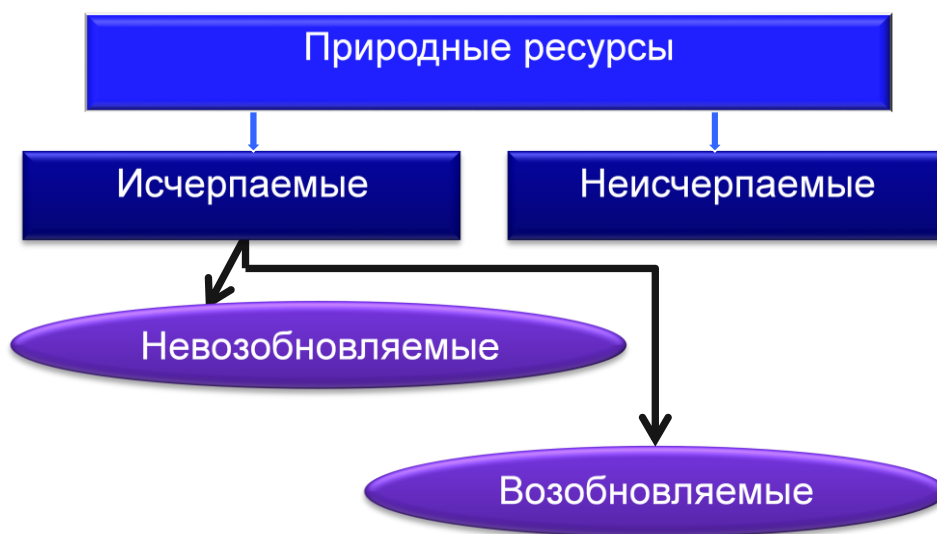 Природные ресурсы
Исчерпаемые
Неисчерпаемые
Невозобновляемые
Возобновляемые